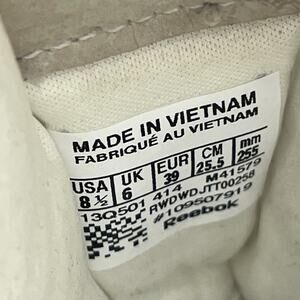 MADE IN VIETNAM
FABRIQUÉ AU VIETNAM
USA UK EUR CM mm
8 ½ 6 39 25.5 255
13Q501 414 M41579
RWDWDJTT00258
#109507919
Reebok